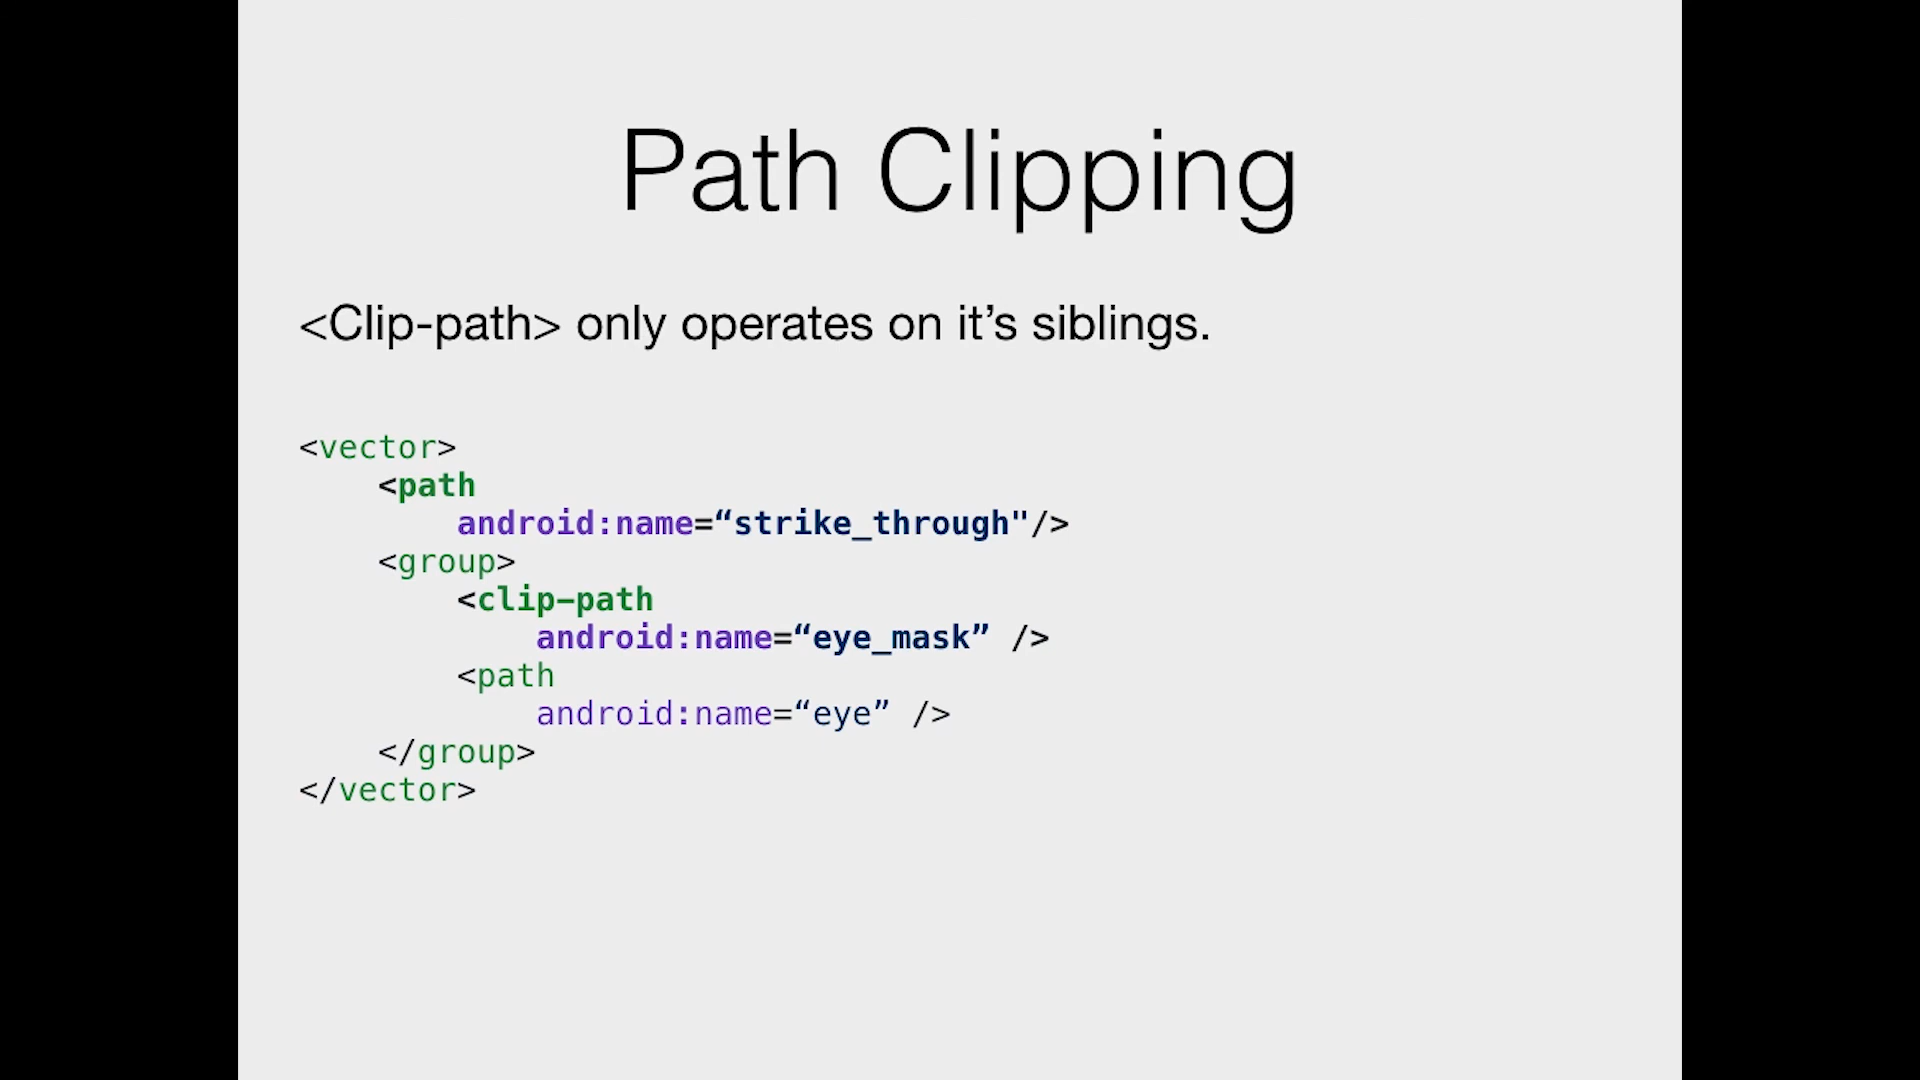 Path Clipping
<Clip-path> only operates on it’s siblings.
<vector>
    <path
        android:name=“strike_through"/>
    <group>
        <clip-path
            android:name=“eye_mask” />
        <path
            android:name=“eye” />
    </group>
</vector>